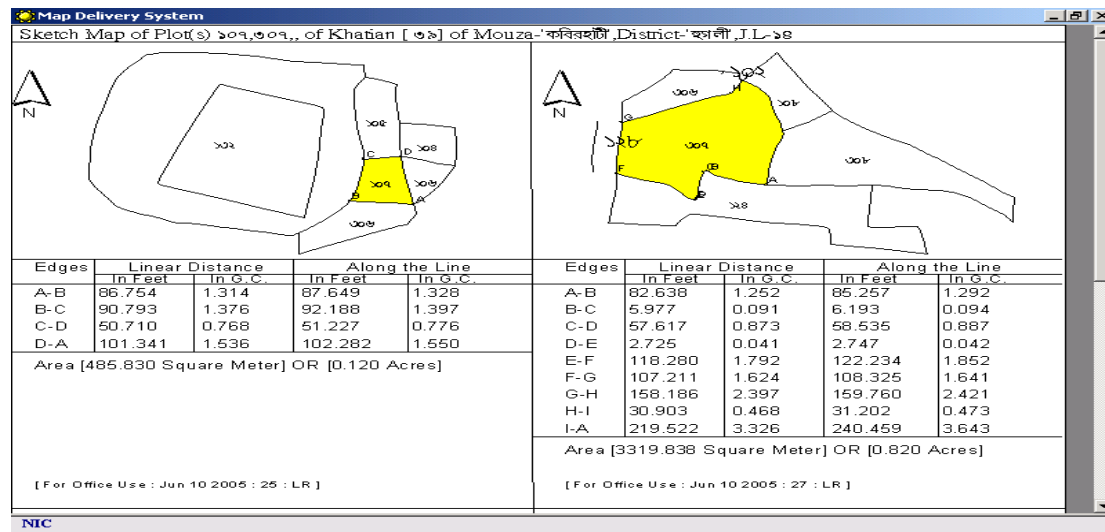 Map Delivery System
Sketch Map of Plot(s) ১০৭,৩০৭,, of Khatian [ ৩৯] of Mouza-'কবিরহাটী',District-'হুগলী',J.L-১৪
N
১০২
১০৫
C
D
১০৪
১০৭
B
A
১০৬
Edges Linear Distance Along the Line
In Feet In G.C. In Feet In G.C.
A-B 86.754 1.314 87.649 1.328
B-C 90.793 1.376 92.188 1.397
C-D 50.710 0.768 51.227 0.776
D-A 101.341 1.536 102.282 1.550
Area [485.830 Square Meter] OR [0.120 Acres]
[ For Office Use : Jun 10 2005 : 25 : LR ]
N
H
G
৩০৭
F
A
Edges Linear Distance Along the Line
In Feet In G.C. In Feet In G.C.
A-B 82.638 1.252 85.257 1.292
B-C 5.977 0.091 6.193 0.094
C-D 57.617 0.873 58.535 0.887
D-E 2.725 0.041 2.747 0.042
E-F 118.280 1.792 122.234 1.852
F-G 107.211 1.624 108.325 1.641
G-H 158.186 2.397 159.760 2.421
H-I 30.903 0.468 31.202 0.473
I-A 219.522 3.326 240.459 3.643
Area [3319.838 Square Meter] OR [0.820 Acres]
[ For Office Use : Jun 10 2005 : 27 : LR ]
NIC